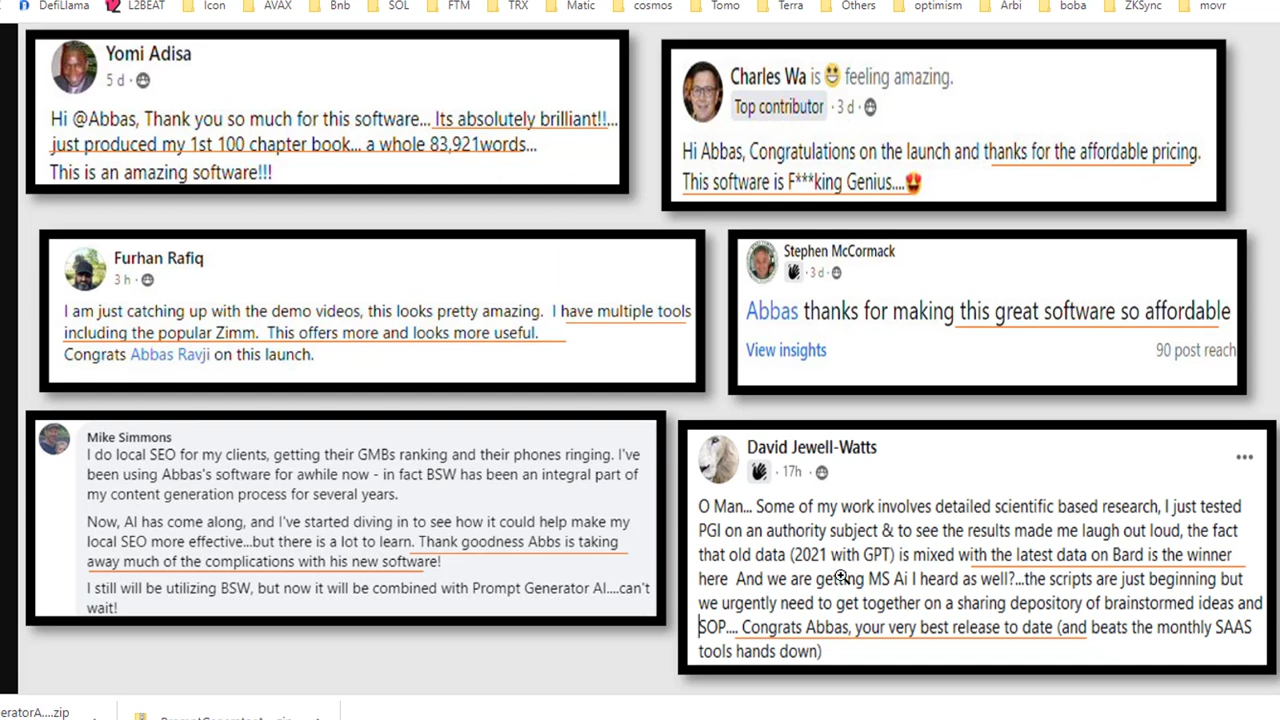 DefiLlama L2BEAT Icon AVAX Bnb SOL FTM TRX Matic cosmos Tomo Terra Others optimism Arbi boba ZKSync movr
Yomi Adisa
5 d ·
Hi @Abbas, Thank you so much for this software... Its absolutely brilliant!!...
just produced my 1st 100 chapter book... a whole 83,921words...
This is an amazing software!!!
Charles Wa is feeling amazing.
Top contributor · 3 d ·
Hi Abbas, Congratulations on the launch and thanks for the affordable pricing.
This software is F***king Genius....
Furhan Rafiq
3 h ·
I am just catching up with the demo videos, this looks pretty amazing. I have multiple tools
including the popular Zimm. This offers more and looks more useful.
Congrats Abbas Ravji on this launch.
Stephen McCormack
· 3 d ·
Abbas thanks for making this great software so affordable
View insights 90 post reach
Mike Simmons
I do local SEO for my clients, getting their GMBs ranking and their phones ringing. I've
been using Abbas's software for awhile now - in fact BSW has been an integral part of
my content generation process for several years.
Now, AI has come along, and I've started diving in to see how it could help make my
local SEO more effective...but there is a lot to learn. Thank goodness Abbs is taking
away much of the complications with his new software!
I still will be utilizing BSW, but now it will be combined with Prompt Generator AI....can't
wait!
David Jewell-Watts
· 17h ·
O Man... Some of my work involves detailed scientific based research, I just tested
PGI on an authority subject & to see the results made me laugh out loud, the fact
that old data (2021 with GPT) is mixed with the latest data on Bard is the winner
here And we are getting MS Ai I heard as well?...the scripts are just beginning but
we urgently need to get together on a sharing depository of brainstormed ideas and
SOP.... Congrats Abbas, your very best release to date (and beats the monthly SAAS
tools hands down)
eratorA....zip